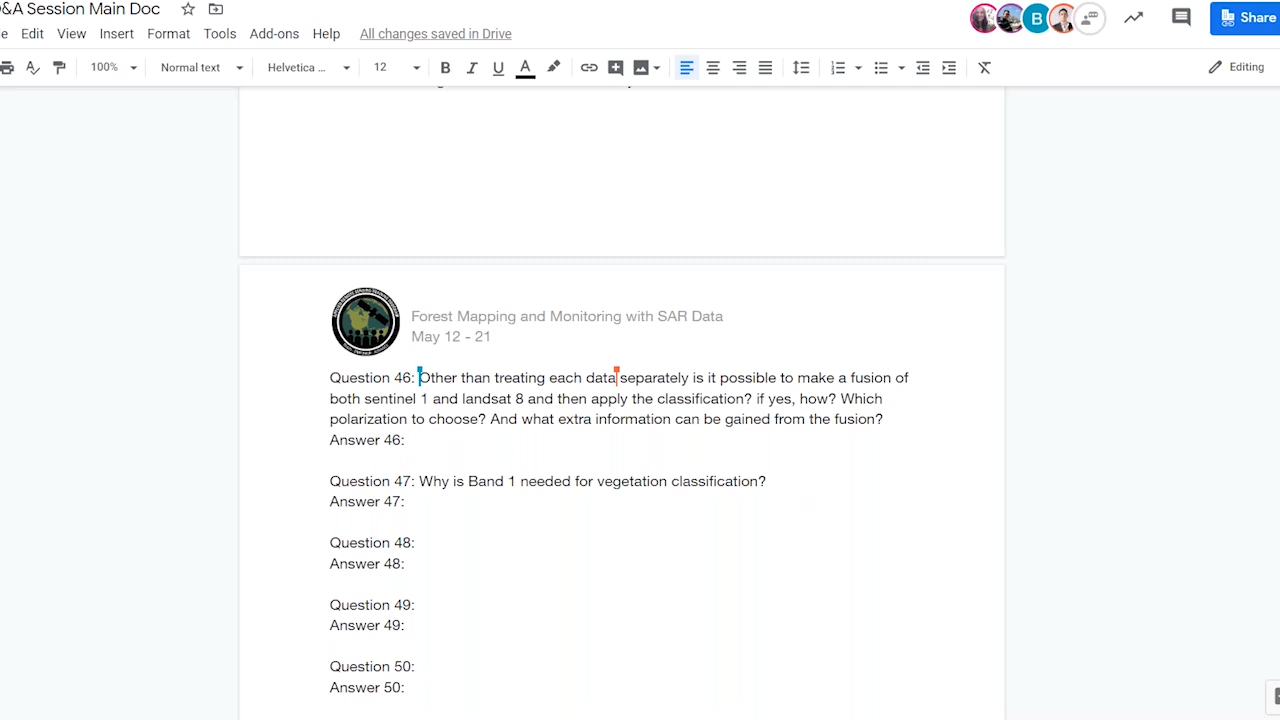 &A Session Main Doc
e Edit View Insert Format Tools Add-ons Help All changes saved in Drive
B
Share
100% Normal text Helvetica ... 12 B I U A Editing
Forest Mapping and Monitoring with SAR Data
May 12 - 21
Question 46: Other than treating each data separately is it possible to make a fusion of
both sentinel 1 and landsat 8 and then apply the classification? if yes, how? Which
polarization to choose? And what extra information can be gained from the fusion?
Answer 46:
Question 47: Why is Band 1 needed for vegetation classification?
Answer 47:
Question 48:
Answer 48:
Question 49:
Answer 49:
Question 50:
Answer 50: